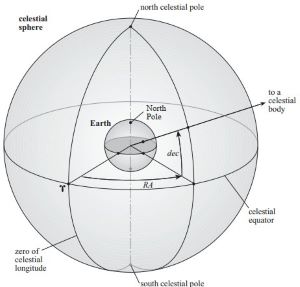 north celestial pole
celestial
sphere
to a
celestial
body
North
Pole
Earth
dec
♈
RA
celestial
equator
zero of
celestial
longitude
south celestial pole